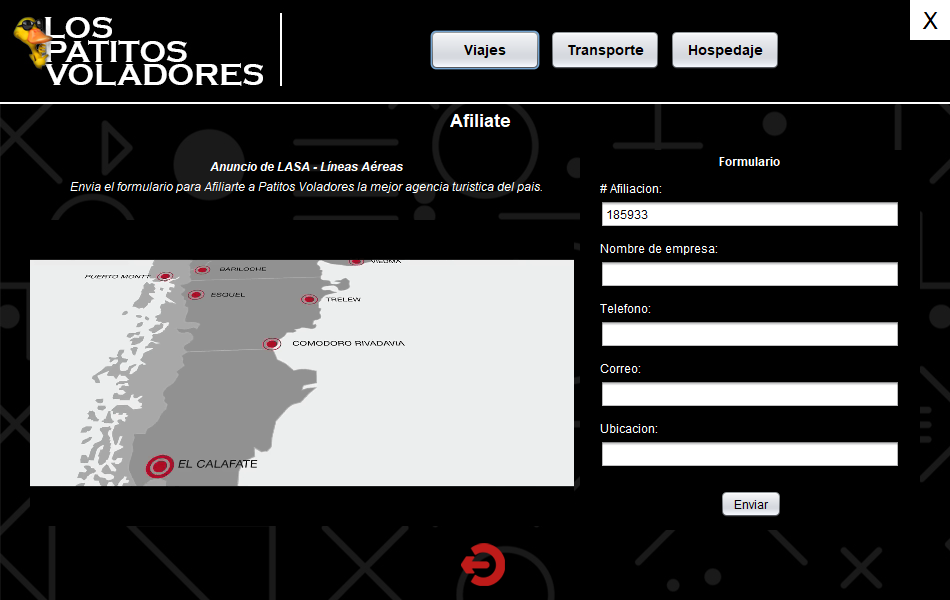 LOS
PATITOS
VOLADORES
Viajes
Transporte
Hospedaje
X
Afiliate
Anuncio de LASA - Líneas Aéreas
Envia el formulario para Afiliarte a Patitos Voladores la mejor agencia turistica del pais.
PUERTO MONTT
BARILOCHE
ESQUEL
TRELEW
COMODORO RIVADAVIA
EL CALAFATE
Formulario
# Afiliacion:
185933
Nombre de empresa:
Telefono:
Correo:
Ubicacion:
Enviar